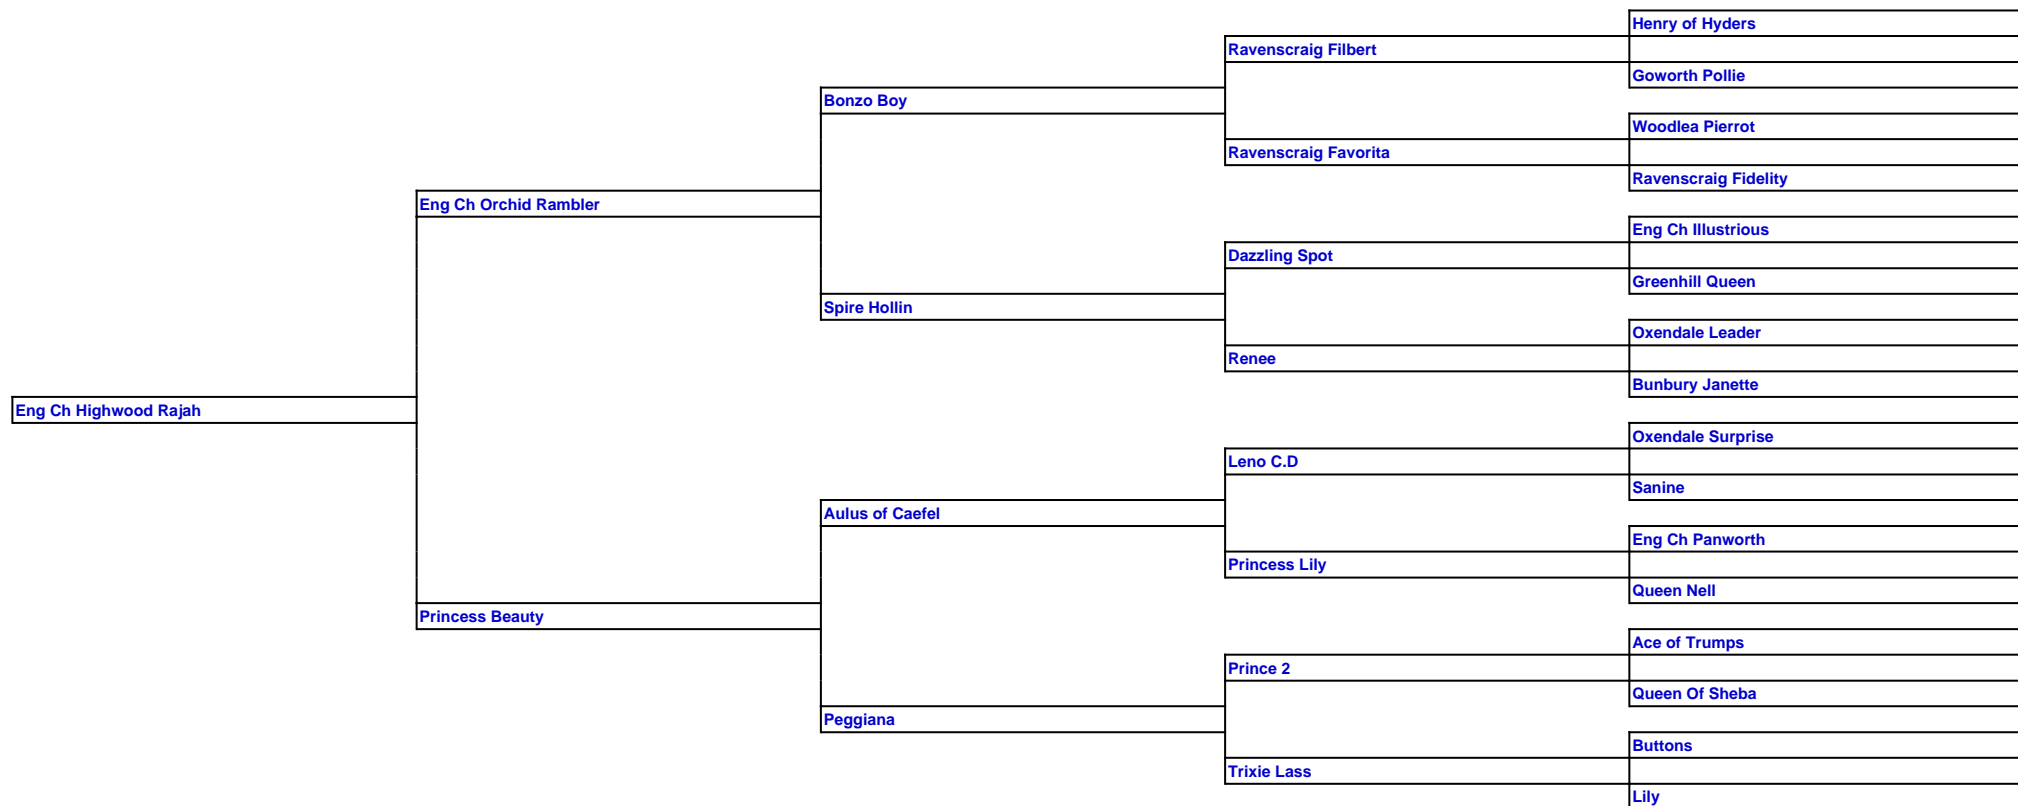 Henry of Hyders
Ravenscraig Filbert
Goworth Pollie
Bonzo Boy
Woodlea Pierrot
Ravenscraig Favorita
Ravenscraig Fidelity
Eng Ch Orchid Rambler
Eng Ch Illustrious
Dazzling Spot
Greenhill Queen
Spire Hollin
Oxendale Leader
Renee
Bunbury Janette
Eng Ch Highwood Rajah
Oxendale Surprise
Leno C.D
Sanine
Aulus of Caefel
Eng Ch Panworth
Princess Lily
Queen Nell
Princess Beauty
Ace of Trumps
Prince 2
Queen Of Sheba
Peggiana
Buttons
Trixie Lass
Lily